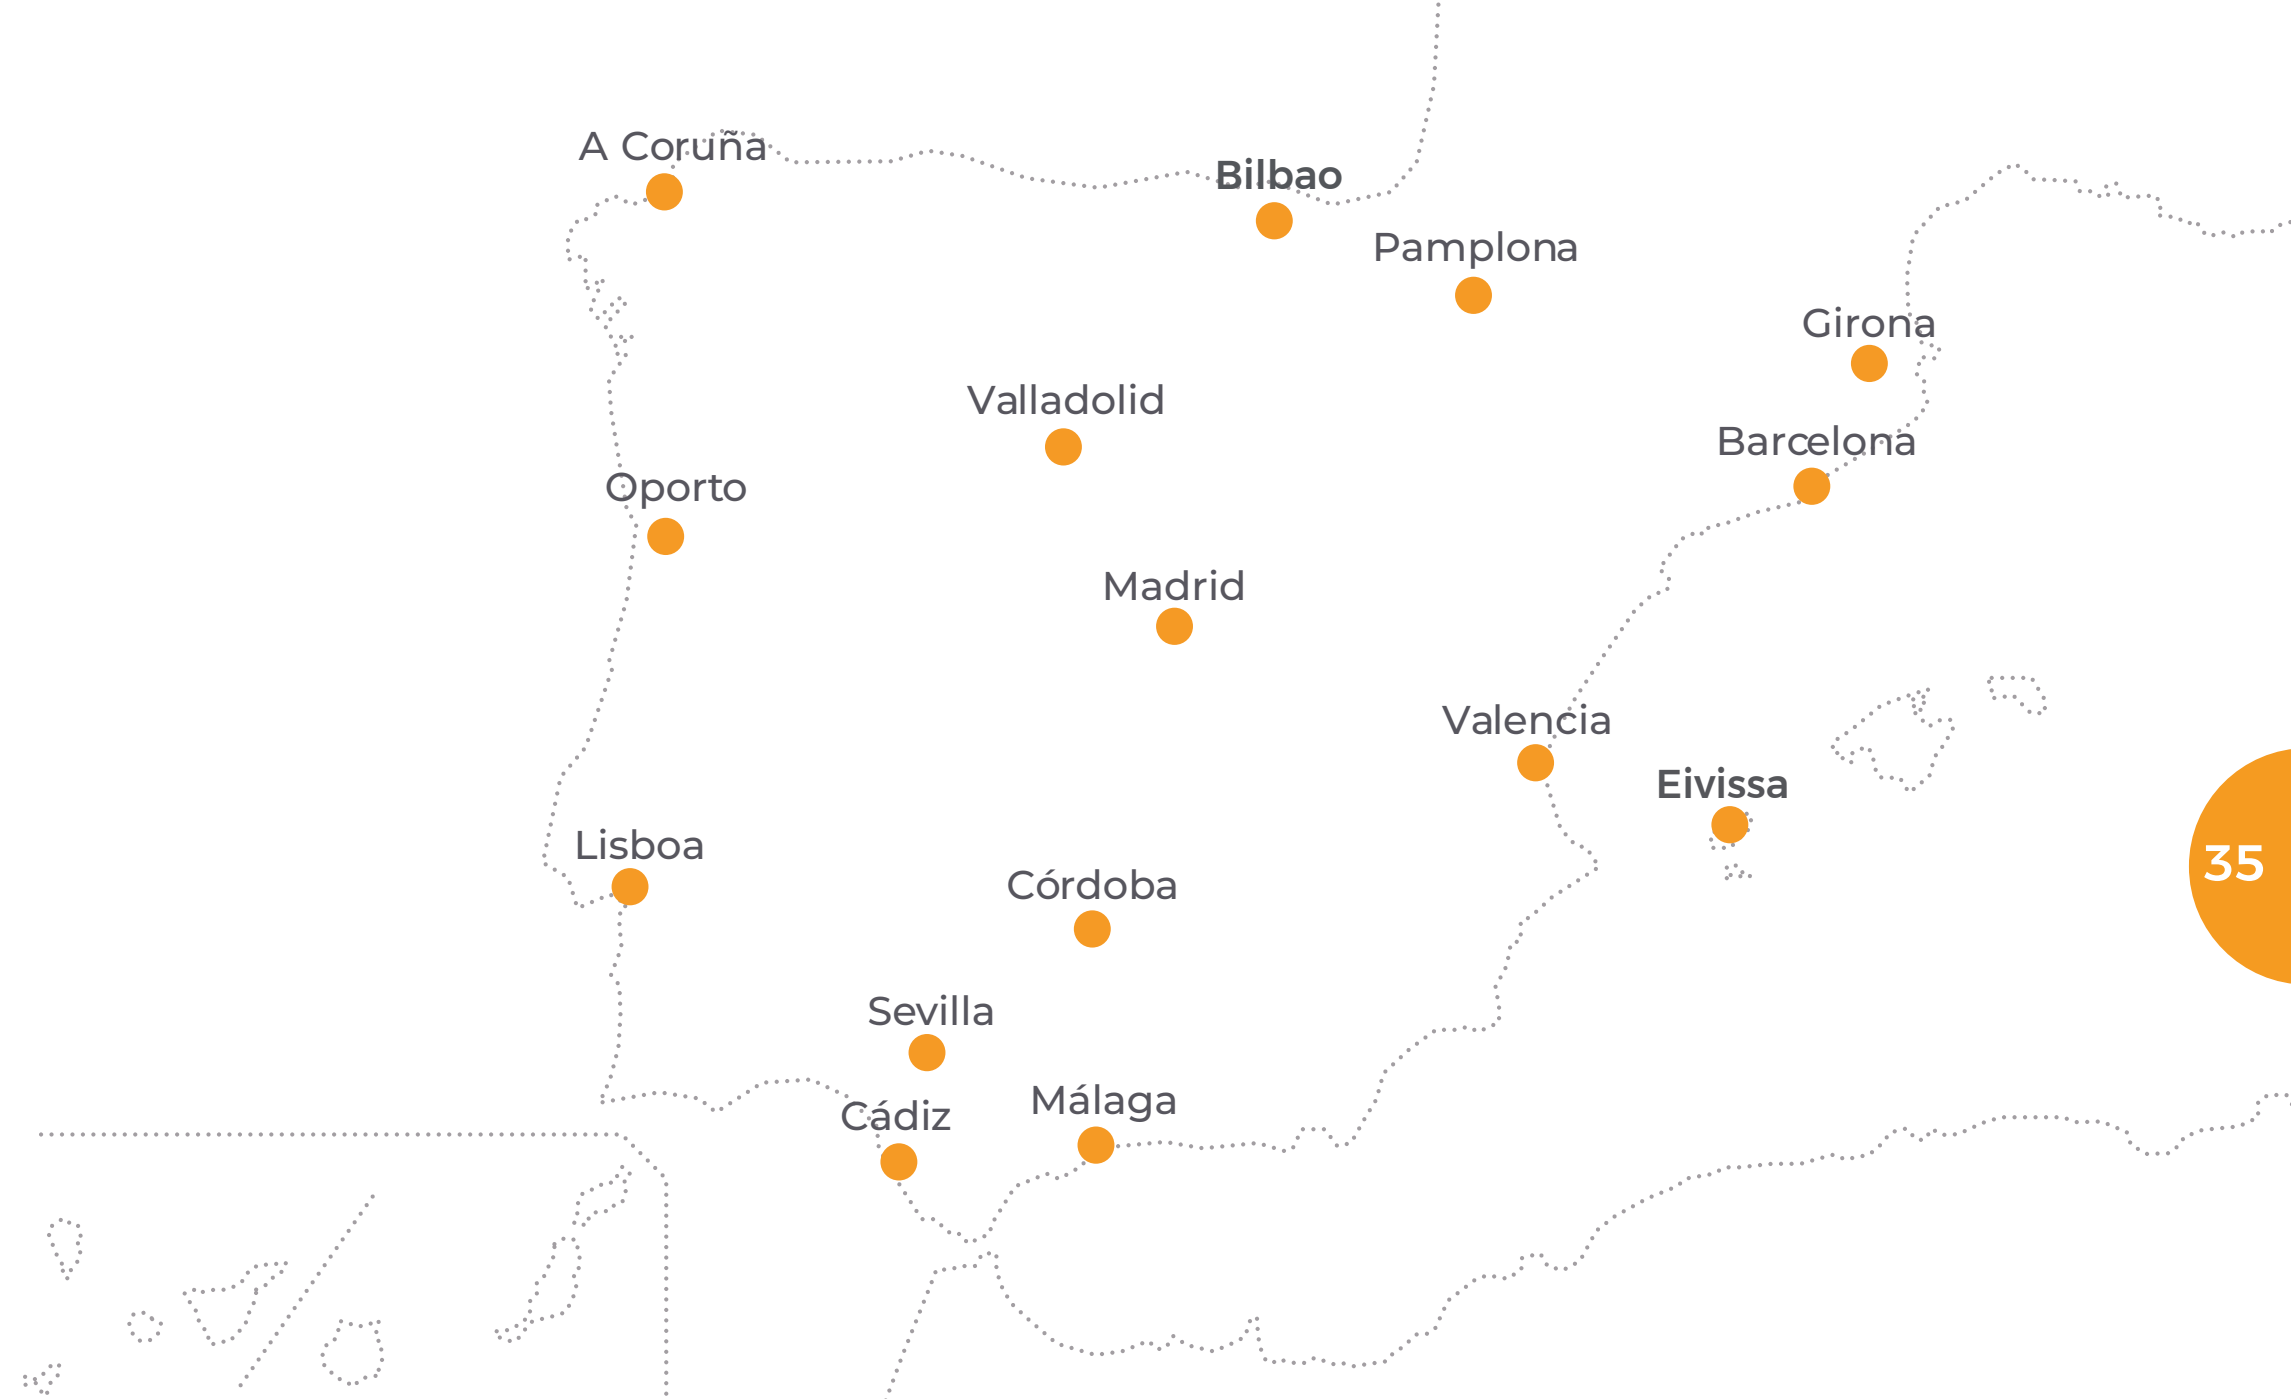 A Coruña
Bilbao
Pamplona
Girona
Valladolid
Barcelona
Oporto
Madrid
Valencia
Eivissa
Lisboa
35
Córdoba
Sevilla
Málaga
Cádiz